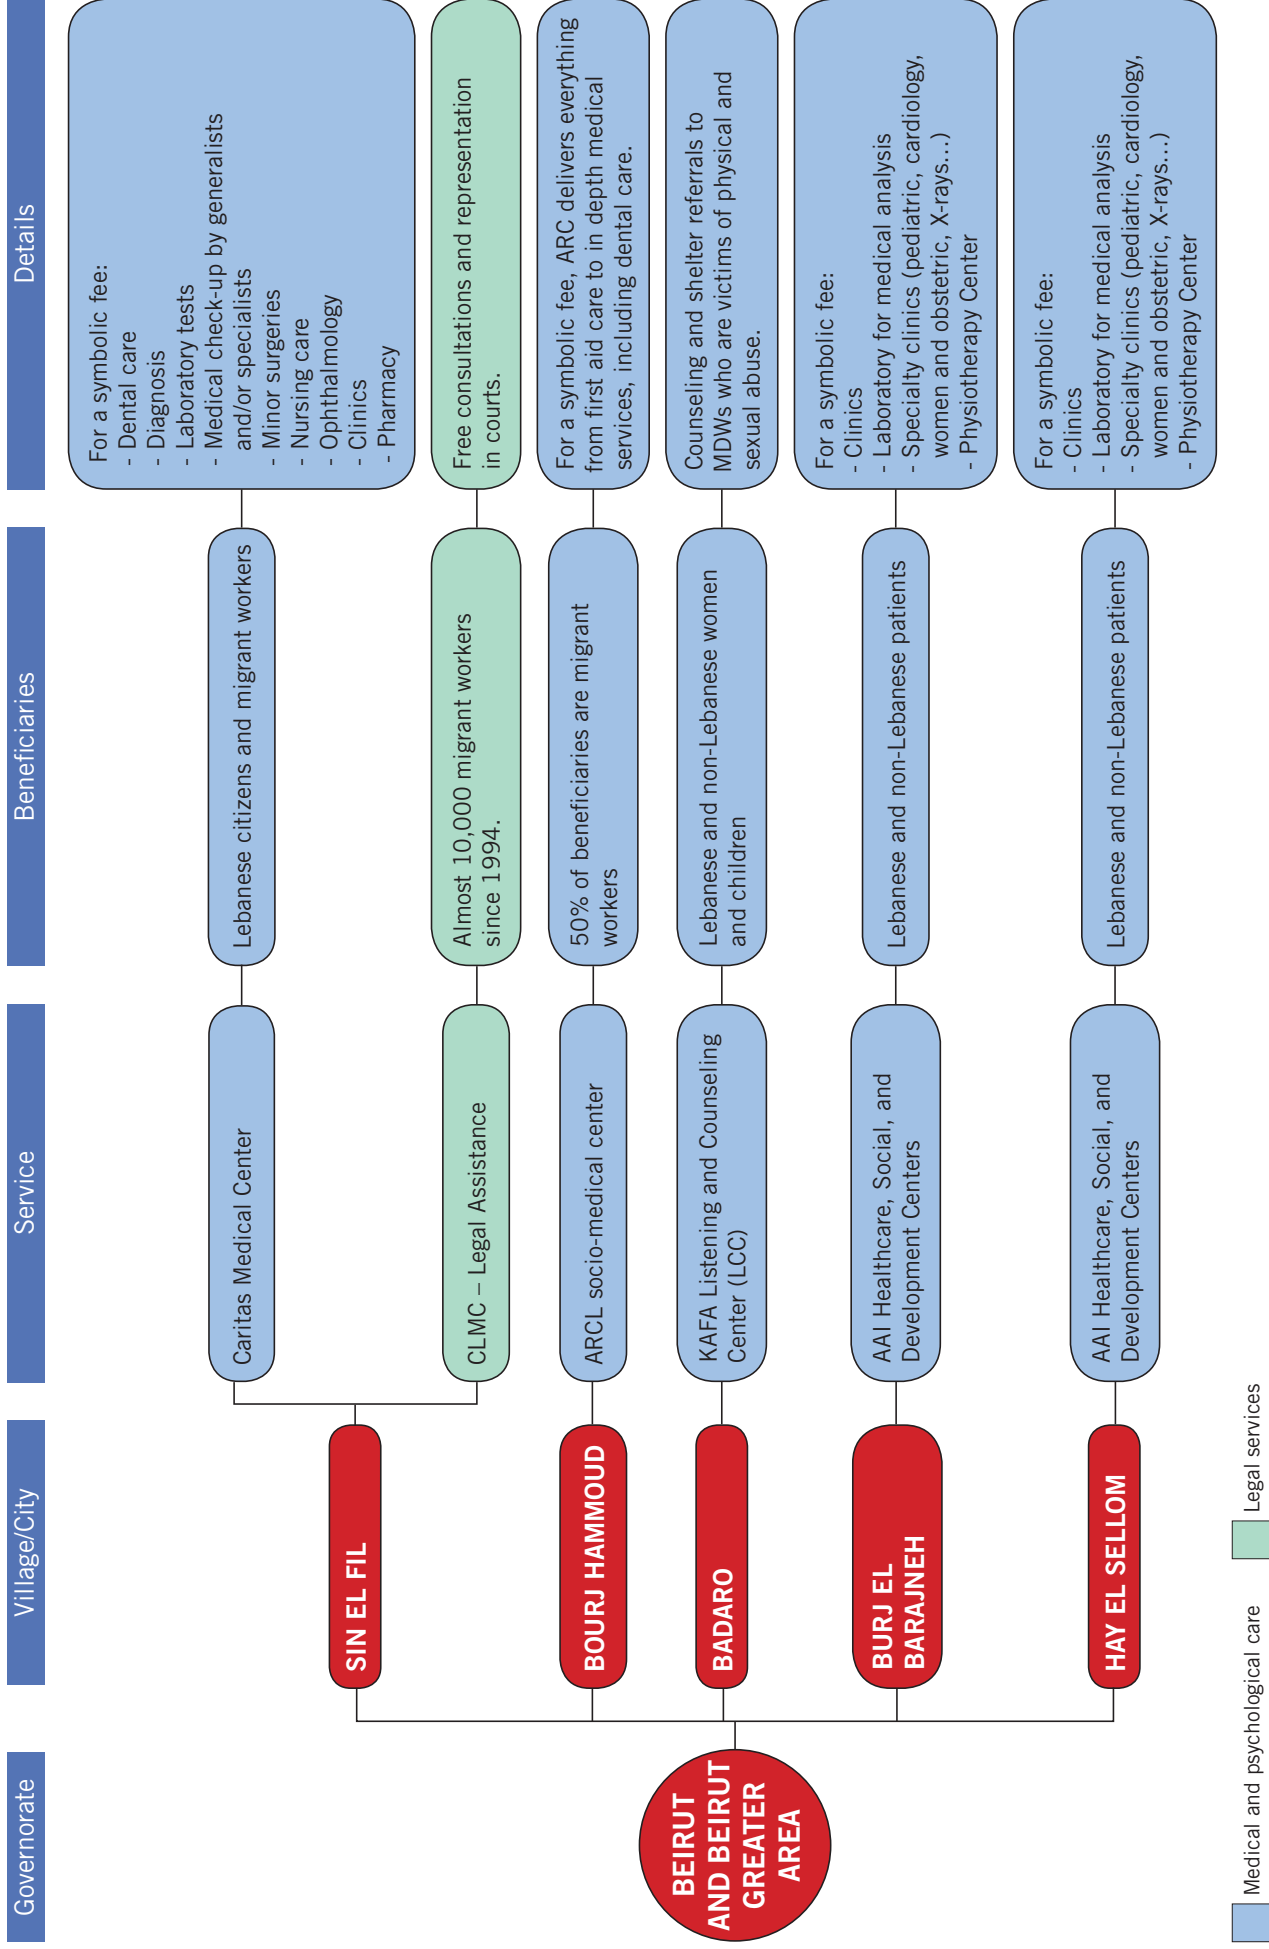 Governorate
Village/City
Service
Beneficiaries
Details
BEIRUT
AND BEIRUT
GREATER
AREA
SIN EL FIL
Caritas Medical Center
Lebanese citizens and migrant workers
For a symbolic fee:
- Dental care
- Diagnosis
- Laboratory tests
- Medical check-up by generalists
and/or specialists
- Minor surgeries
- Nursing care
- Ophthalmology
- Clinics
- Pharmacy
CLMC – Legal Assistance
Almost 10,000 migrant workers
since 1994.
Free consultations and representation
in courts.
BOURJ HAMMOUD
ARCL socio-medical center
50% of beneficiaries are migrant
workers
For a symbolic fee, ARC delivers everything
from first aid care to in depth medical
services, including dental care.
BADARO
KAFA Listening and Counseling
Center (LCC)
Lebanese and non-Lebanese women
and children
Counseling and shelter referrals to
MDWs who are victims of physical and
sexual abuse.
BURJ EL
BARAJNEH
AAI Healthcare, Social, and
Development Centers
Lebanese and non-Lebanese patients
For a symbolic fee:
- Clinics
- Laboratory for medical analysis
- Specialty clinics (pediatric, cardiology,
women and obstetric, X-rays...)
- Physiotherapy Center
HAY EL SELLOM
AAI Healthcare, Social, and
Development Centers
Lebanese and non-Lebanese patients
For a symbolic fee:
- Clinics
- Laboratory for medical analysis
- Specialty clinics (pediatric, cardiology,
women and obstetric, X-rays...)
- Physiotherapy Center
Medical and psychological care
Legal services